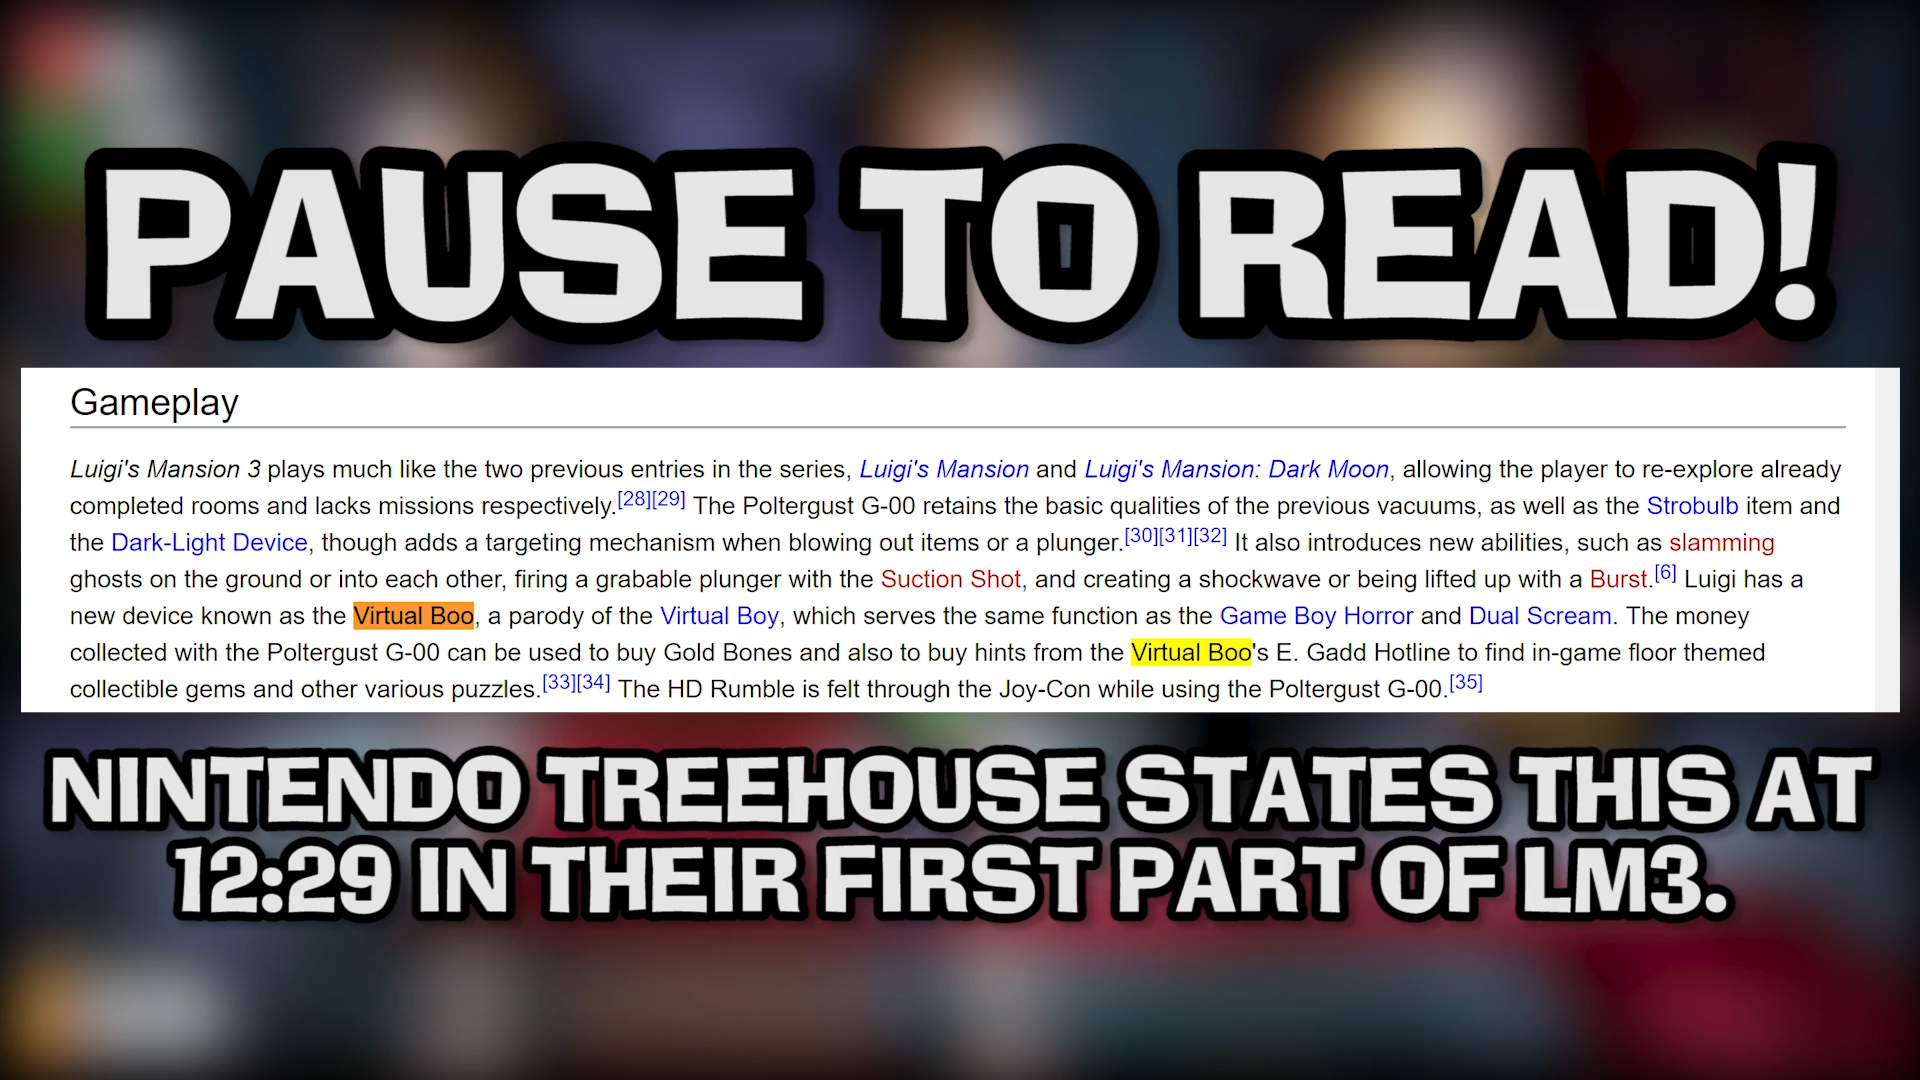 PAUSE TO READ!
Gameplay
Luigi's Mansion 3 plays much like the two previous entries in the series, Luigi's Mansion and Luigi's Mansion: Dark Moon, allowing the player to re-explore already
completed rooms and lacks missions respectively.[28][29] The Poltergust G-00 retains the basic qualities of the previous vacuums, as well as the Strobulb item and
the Dark-Light Device, though adds a targeting mechanism when blowing out items or a plunger.[30][31][32] It also introduces new abilities, such as slamming
ghosts on the ground or into each other, firing a grabable plunger with the Suction Shot, and creating a shockwave or being lifted up with a Burst.[6] Luigi has a
new device known as the Virtual Boo, a parody of the Virtual Boy, which serves the same function as the Game Boy Horror and Dual Scream. The money
collected with the Poltergust G-00 can be used to buy Gold Bones and also to buy hints from the Virtual Boo's E. Gadd Hotline to find in-game floor themed
collectible gems and other various puzzles.[33][34] The HD Rumble is felt through the Joy-Con while using the Poltergust G-00.[35]
NINTENDO TREEHOUSE STATES THIS AT
12:29 IN THEIR FIRST PART OF LM3.